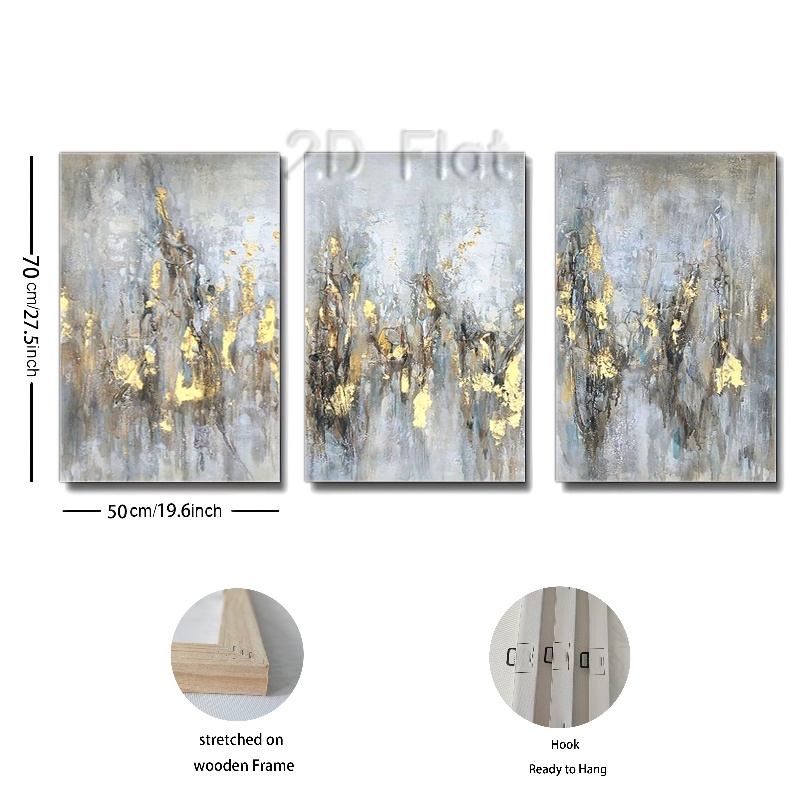 2D Flat
70 cm/27.5inch
50 cm/19.6inch
stretched on
wooden Frame
Hook
Ready to Hang